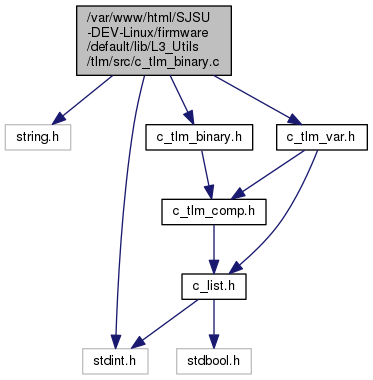 /var/www/html/SJSU
-DEV-Linux/firmware
/default/lib/L3_Utils
/tlm/src/c_tlm_binary.c
string.h
c_tlm_binary.h
c_tlm_var.h
c_tlm_comp.h
c_list.h
stdint.h
stdbool.h